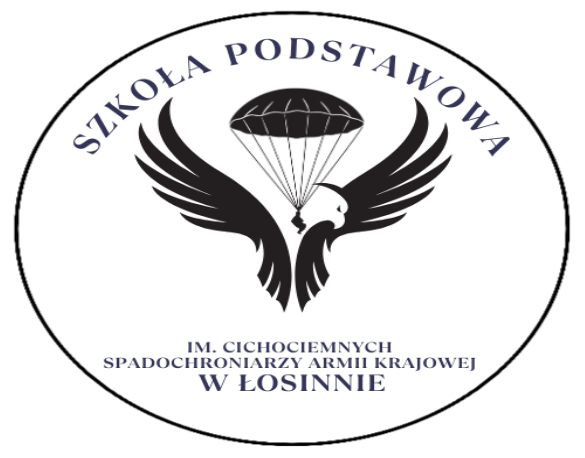 SZKOŁA PODSTAWOWA
IM. CICHOCIEMNYCH
SPADOCHRONIARZY ARMII KRAJOWEJ
W ŁOSINNIE